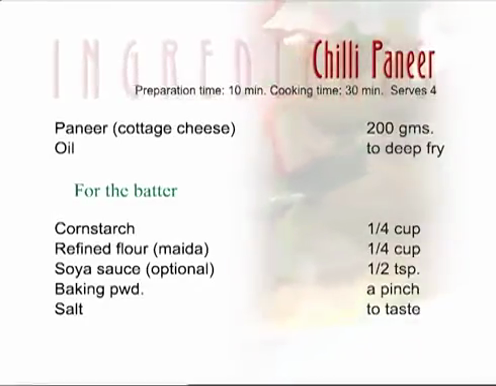 INGREDI
Chilli Paneer
Preparation time: 10 min. Cooking time: 30 min. Serves 4
Paneer (cottage cheese) 200 gms.
Oil to deep fry
For the batter
Cornstarch 1/4 cup
Refined flour (maida) 1/4 cup
Soya sauce (optional) 1/2 tsp.
Baking pwd. a pinch
Salt to taste